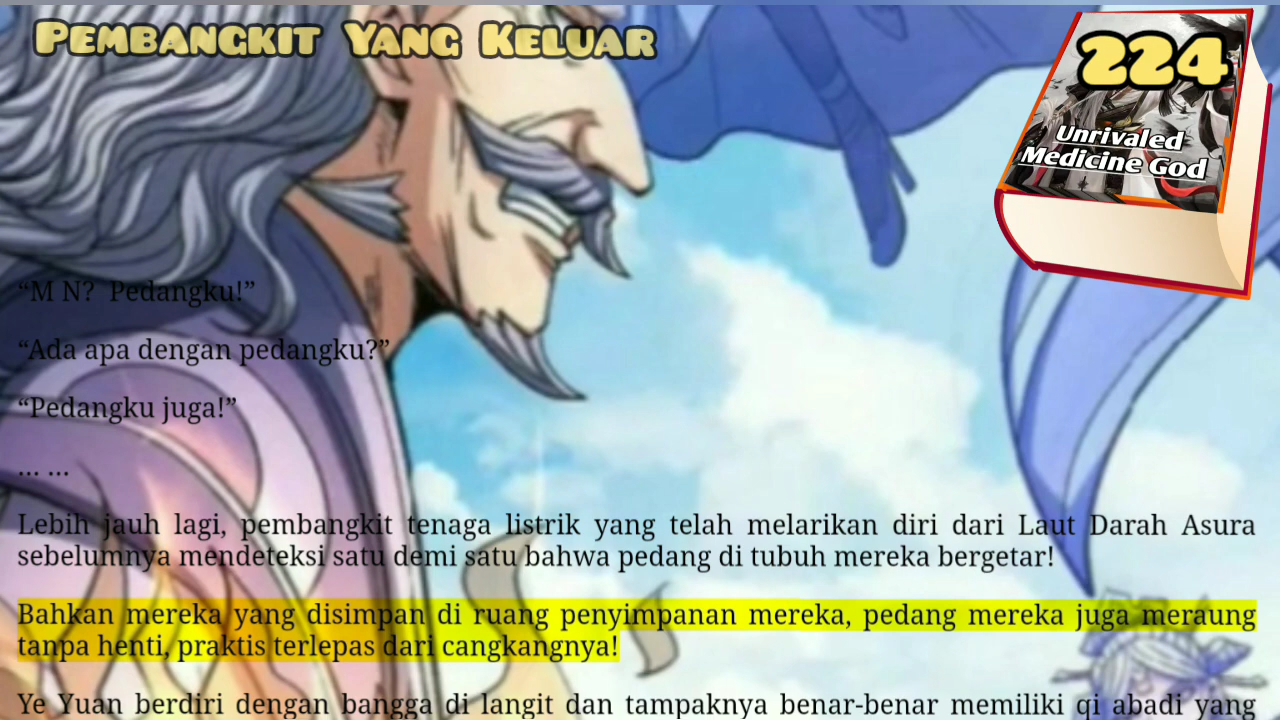 Pembangkit Yang Keluar
224
Unrivaled
Medicine God
“M N?  Pedangku!”
“Ada apa dengan pedangku?”
“Pedangku juga!”
... ...
Lebih jauh lagi, pembangkit tenaga listrik yang telah melarikan diri dari Laut Darah Asura
sebelumnya mendeteksi satu demi satu bahwa pedang di tubuh mereka bergetar!
Bahkan mereka yang disimpan di ruang penyimpanan mereka, pedang mereka juga meraung
tanpa henti, praktis terlepas dari cangkangnya!
Ye Yuan berdiri dengan bangga di langit dan tampaknya benar-benar memiliki qi abadi yang